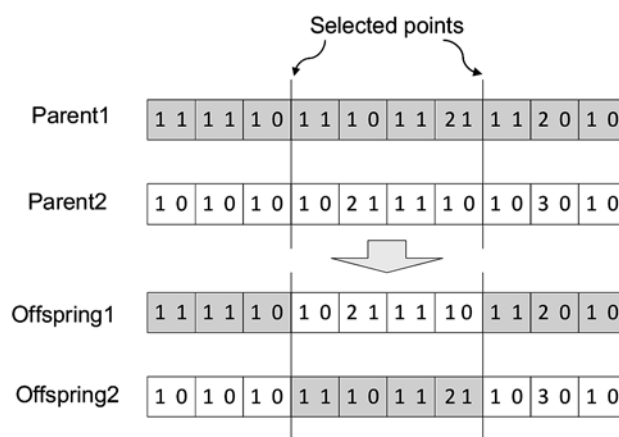 Selected points
Parent1 1 1 1 1 1 0 1 1 1 0 1 1 21 1 1 2 0 1 0
Parent2 1 0 1 0 1 0 1 0 2 1 1 1 1 0 1 0 3 0 1 0
Offspring1 1 1 1 1 1 0 1 0 2 1 1 1 1 0 1 1 2 0 1 0
Offspring2 1 0 1 0 1 0 1 1 1 0 1 1 2 1 1 0 3 0 1 0